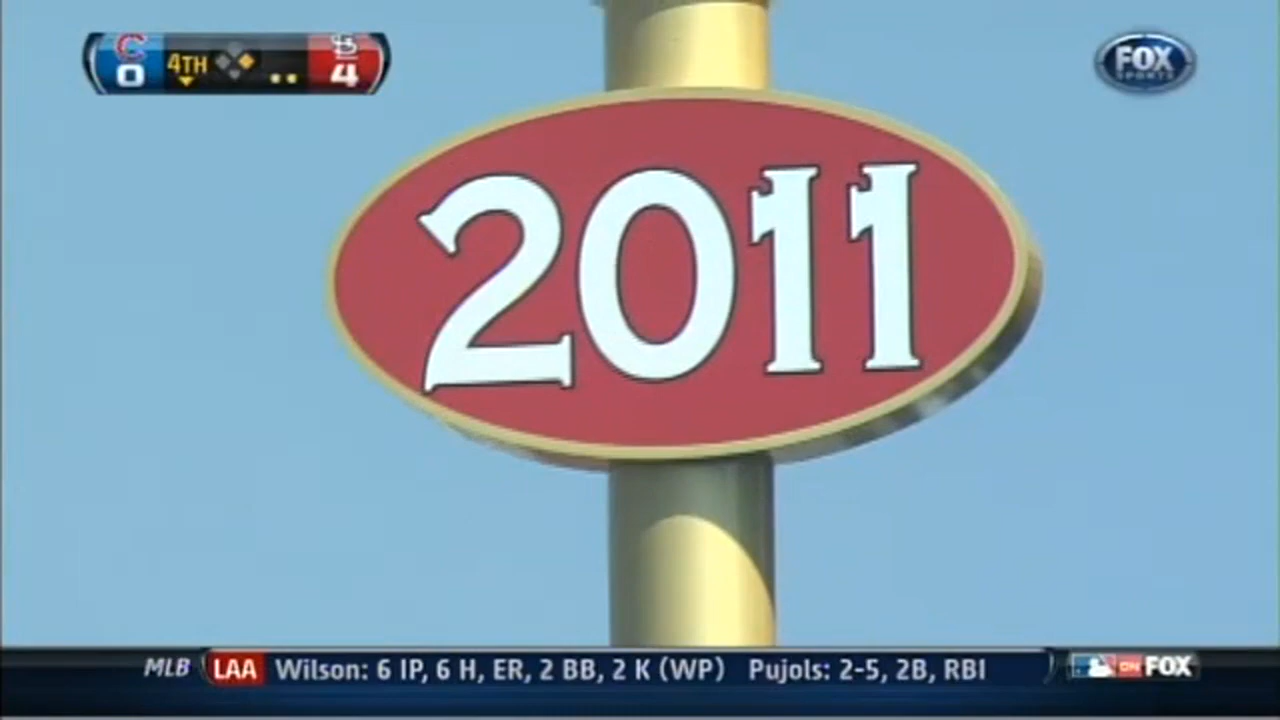 C
0
4TH
STL
4
FOX
SPORTS
2011
MLB LAA Wilson: 6 IP, 6 H, ER, 2 BB, 2 K (WP) Pujols: 2-5, 2B, RBI
ON FOX